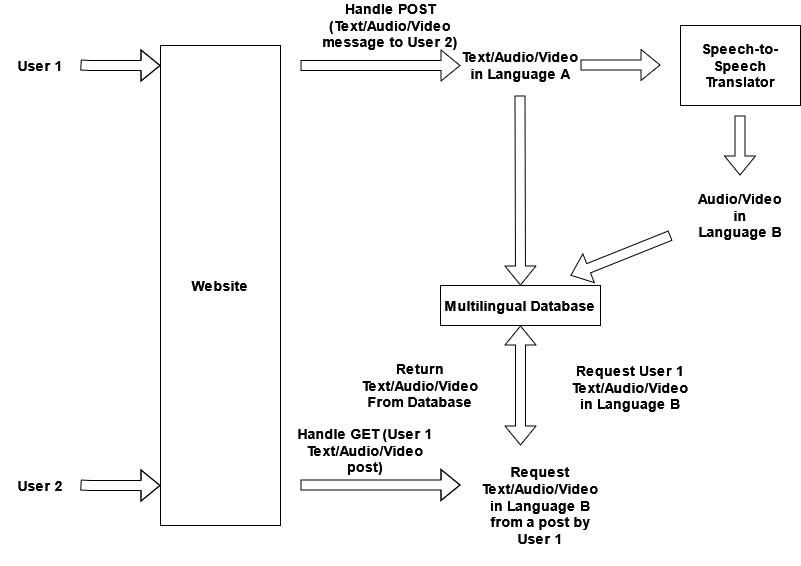 Handle POST
(Text/Audio/Video
message to User 2)
User 1
Text/Audio/Video
in Language A
Speech-to-
Speech
Translator
Audio/Video
in
Language B
Website
Multilingual Database
Return
Text/Audio/Video
From Database
Request User 1
Text/Audio/Video
in Language B
Handle GET (User 1
Text/Audio/Video
post)
User 2
Request
Text/Audio/Video
in Language B
from a post by
User 1